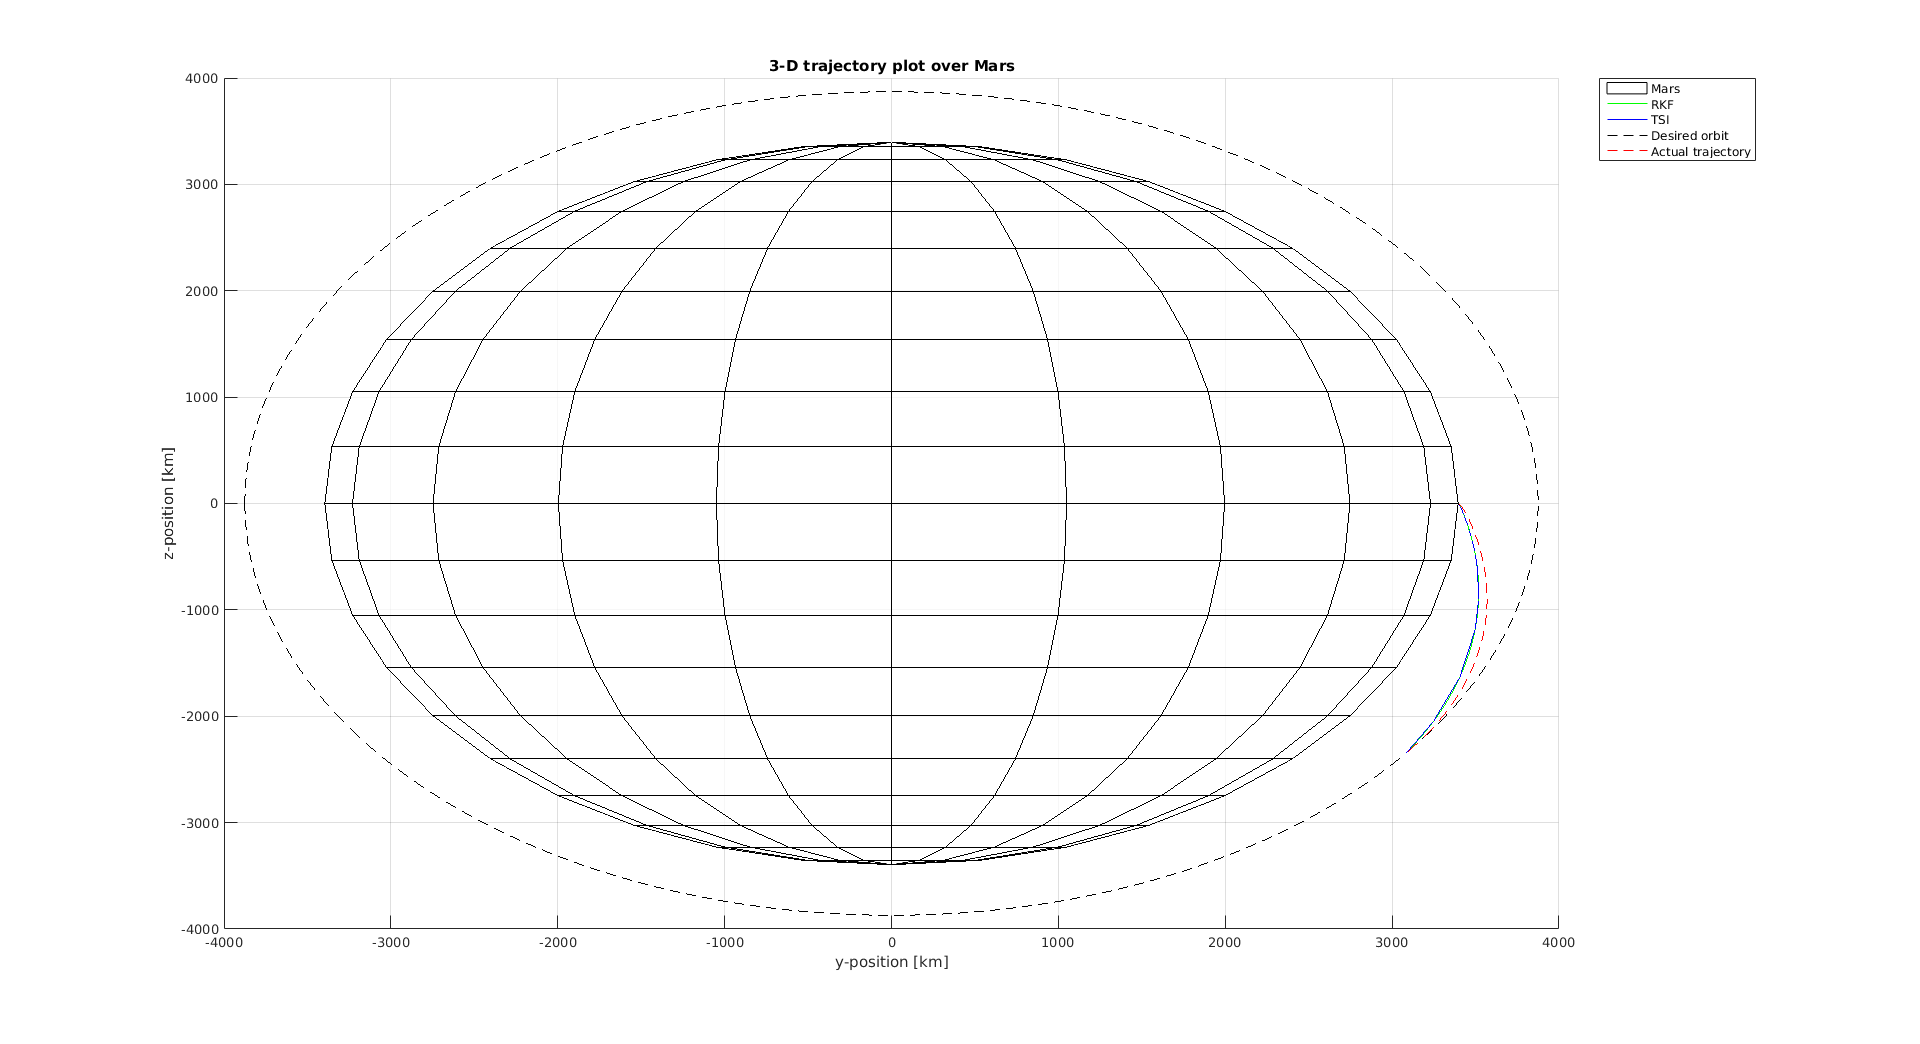 3-D trajectory plot over Mars
Mars
RKF
TSI
Desired orbit
Actual trajectory
4000
3000
2000
1000
0
-1000
-2000
-3000
-4000
z-position [km]
-4000 -3000 -2000 -1000 0 1000 2000 3000 4000
y-position [km]